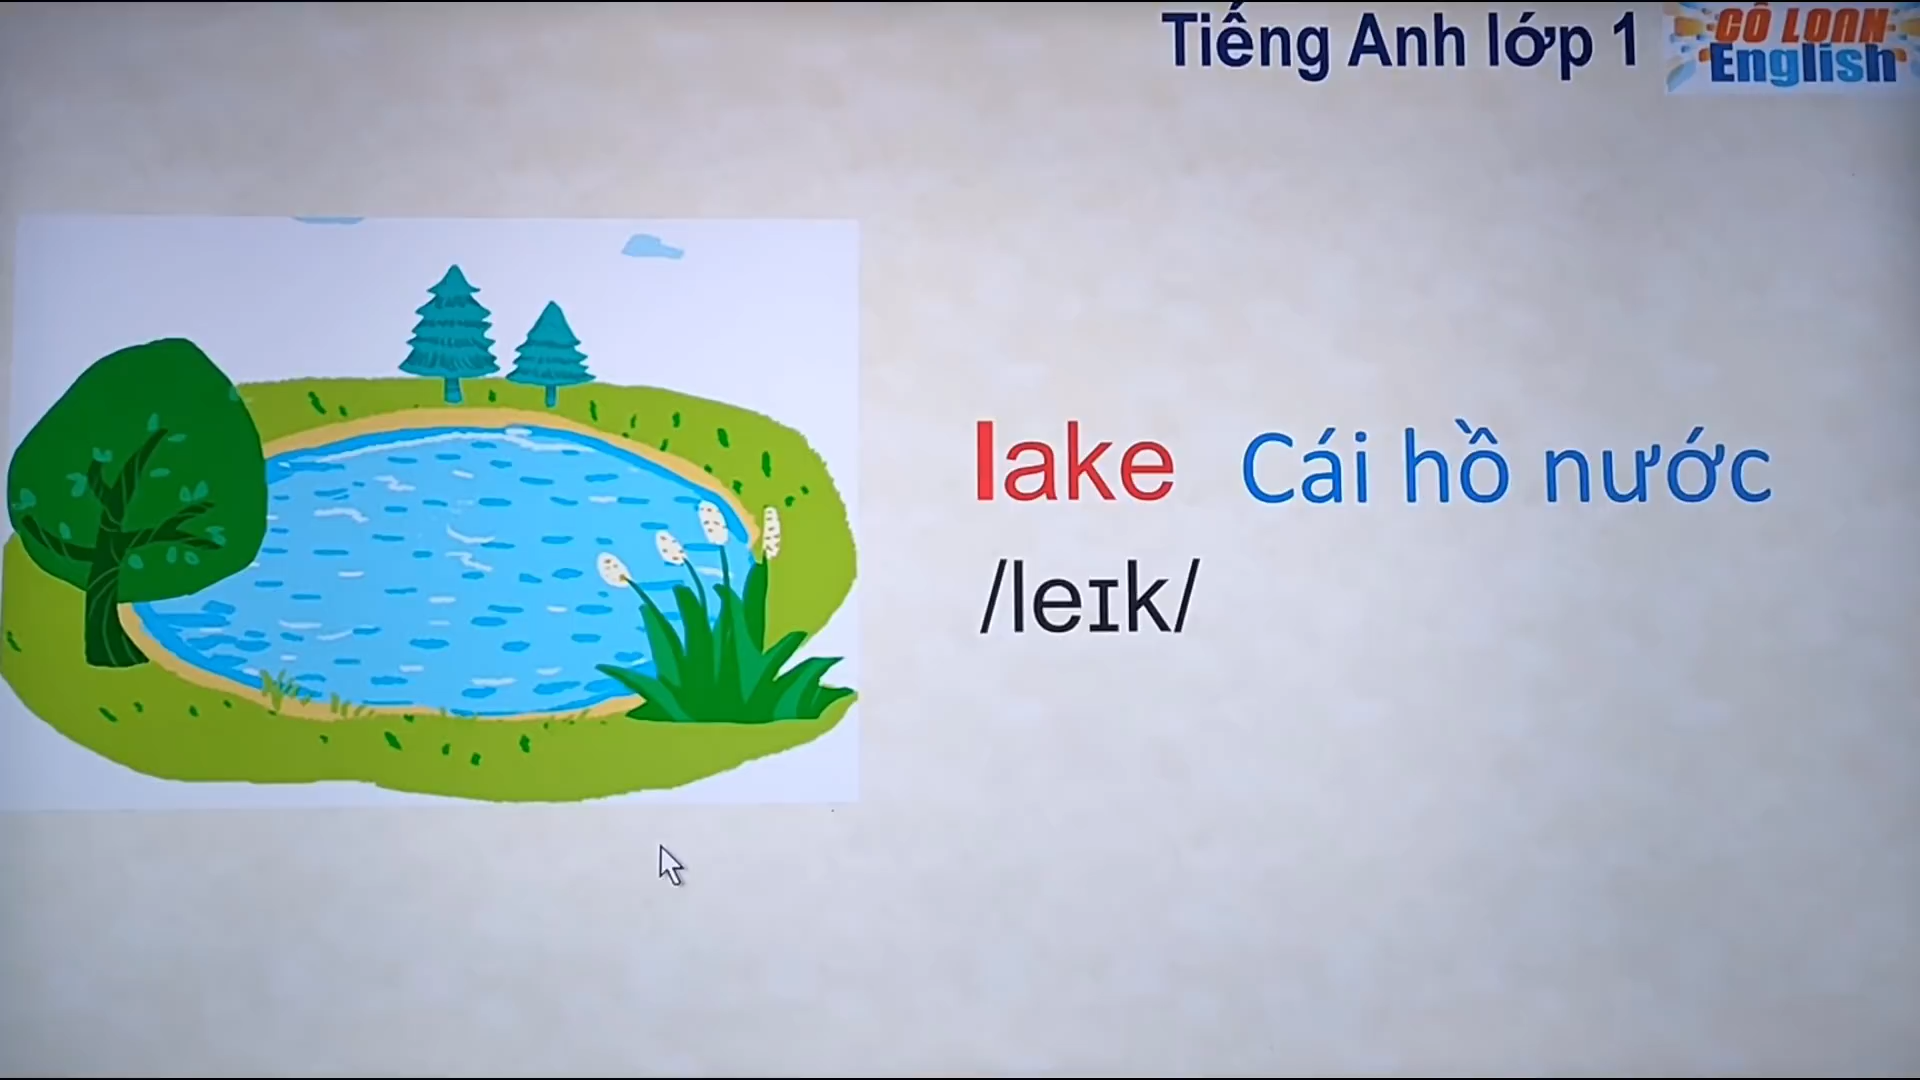 Tiếng Anh lớp 1
CÔ LOAN
English
lake Cái hồ nước
/leɪk/